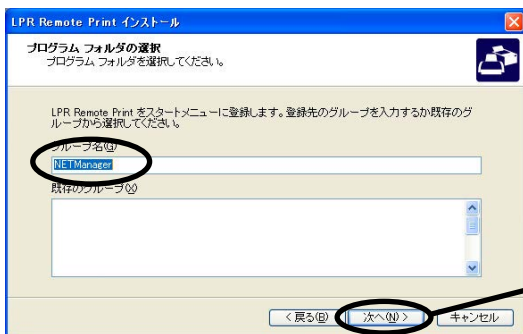 LPR Remote Print インストール
プログラム フォルダの選択
プログラム フォルダを選択してください。
LPR Remote Print をスタートメニューに登録します。登録先のグループを入力するか既存のグ
ループから選択してください。
グループ名(G)
NETManager
既存のグループ(X)
< 戻る(B)
次へ(N) >
キャンセル